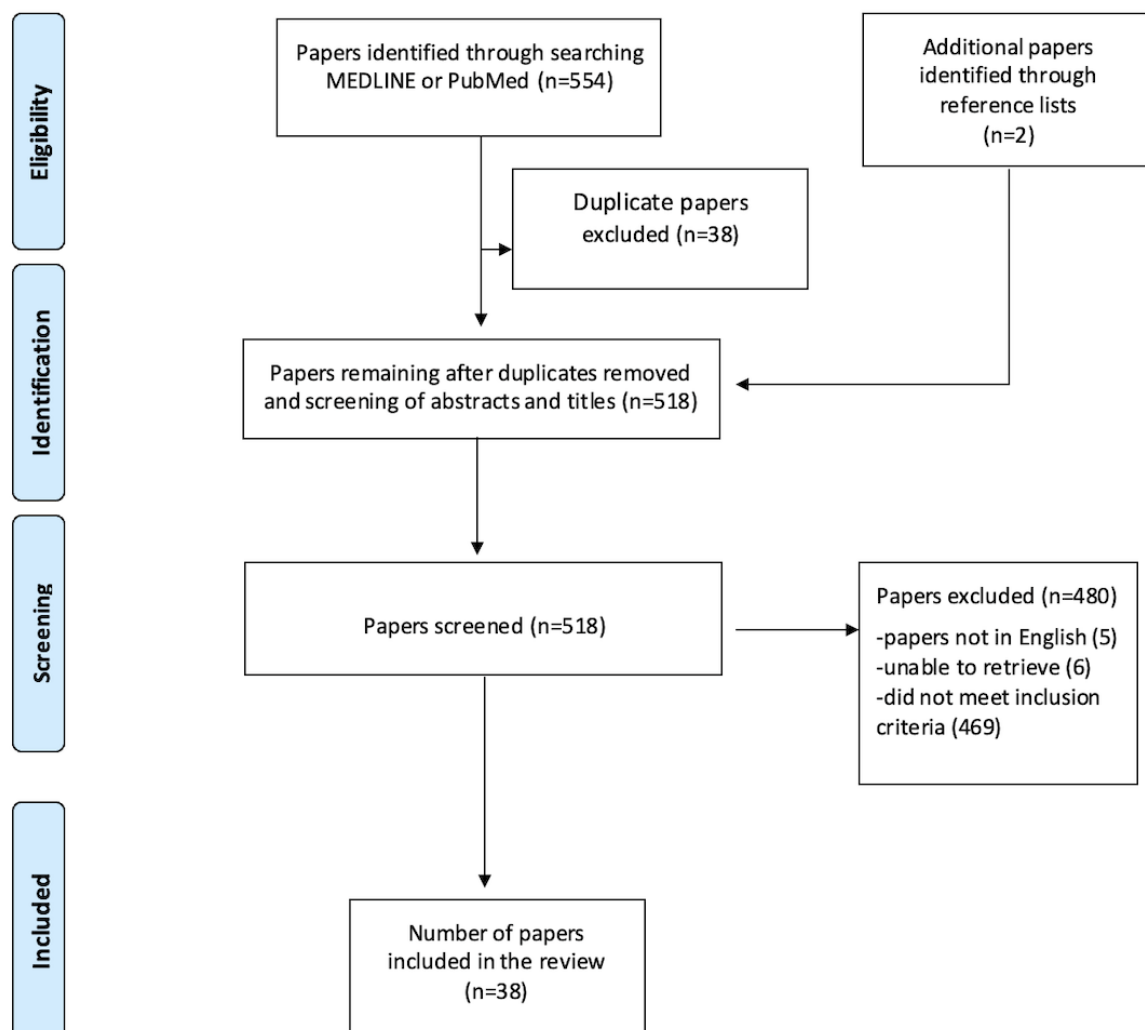 Eligibility
Papers identified through searching
MEDLINE or PubMed (n=554)
Additional papers
identified through
reference lists
(n=2)
Duplicate papers
excluded (n=38)
Identification
Papers remaining after duplicates removed
and screening of abstracts and titles (n=518)
Screening
Papers screened (n=518)
Papers excluded (n=480)
-papers not in English (5)
-unable to retrieve (6)
-did not meet inclusion
criteria (469)
Included
Number of papers
included in the review
(n=38)